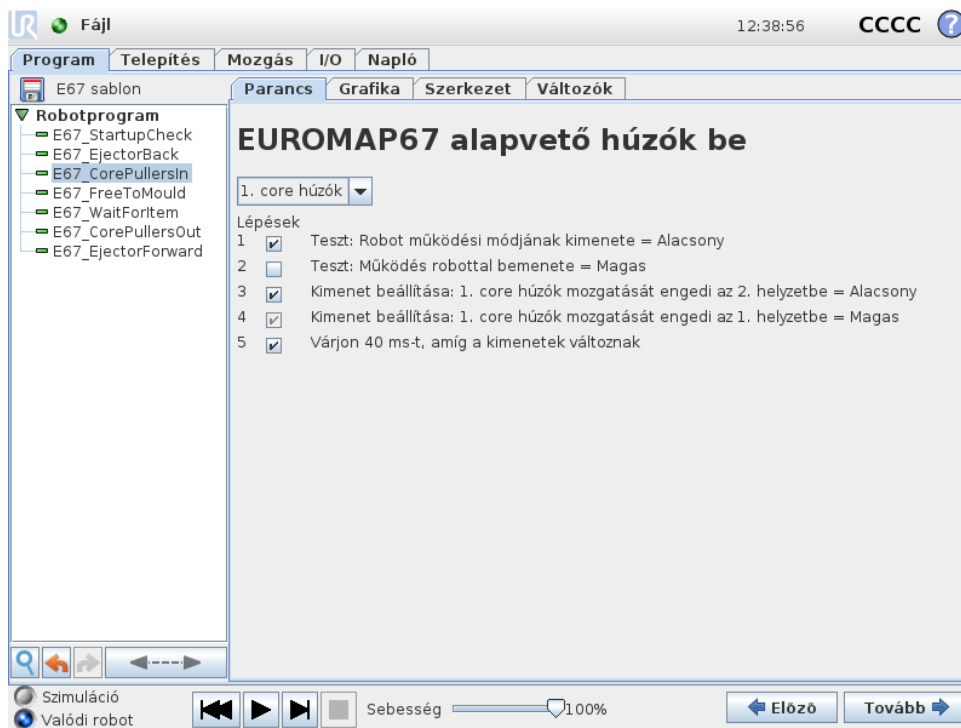 UR Fájl 12:38:56 CCCC ?
Program Telepítés Mozgás I/O Napló
E67 sablon
Parancs Grafika Szerkezet Változók
Robotprogram
E67_StartupCheck
E67_EjectorBack
E67_CorePullersIn
E67_FreeToMould
E67_WaitForItem
E67_CorePullersOut
E67_EjectorForward
EUROMAP67 alapvető húzók be
1. core húzók
Lépések
1 Teszt: Robot működési módjának kimenete = Alacsony
2 Teszt: Működés robottal bemenete = Magas
3 Kimenet beállítása: 1. core húzók mozgatását engedi az 2. helyzetbe = Alacsony
4 Kimenet beállítása: 1. core húzók mozgatását engedi az 1. helyzetbe = Magas
5 Várjon 40 ms-t, amíg a kimenetek változnak
Szimuláció
Valódi robot
Sebesség 100%
Előző Tovább